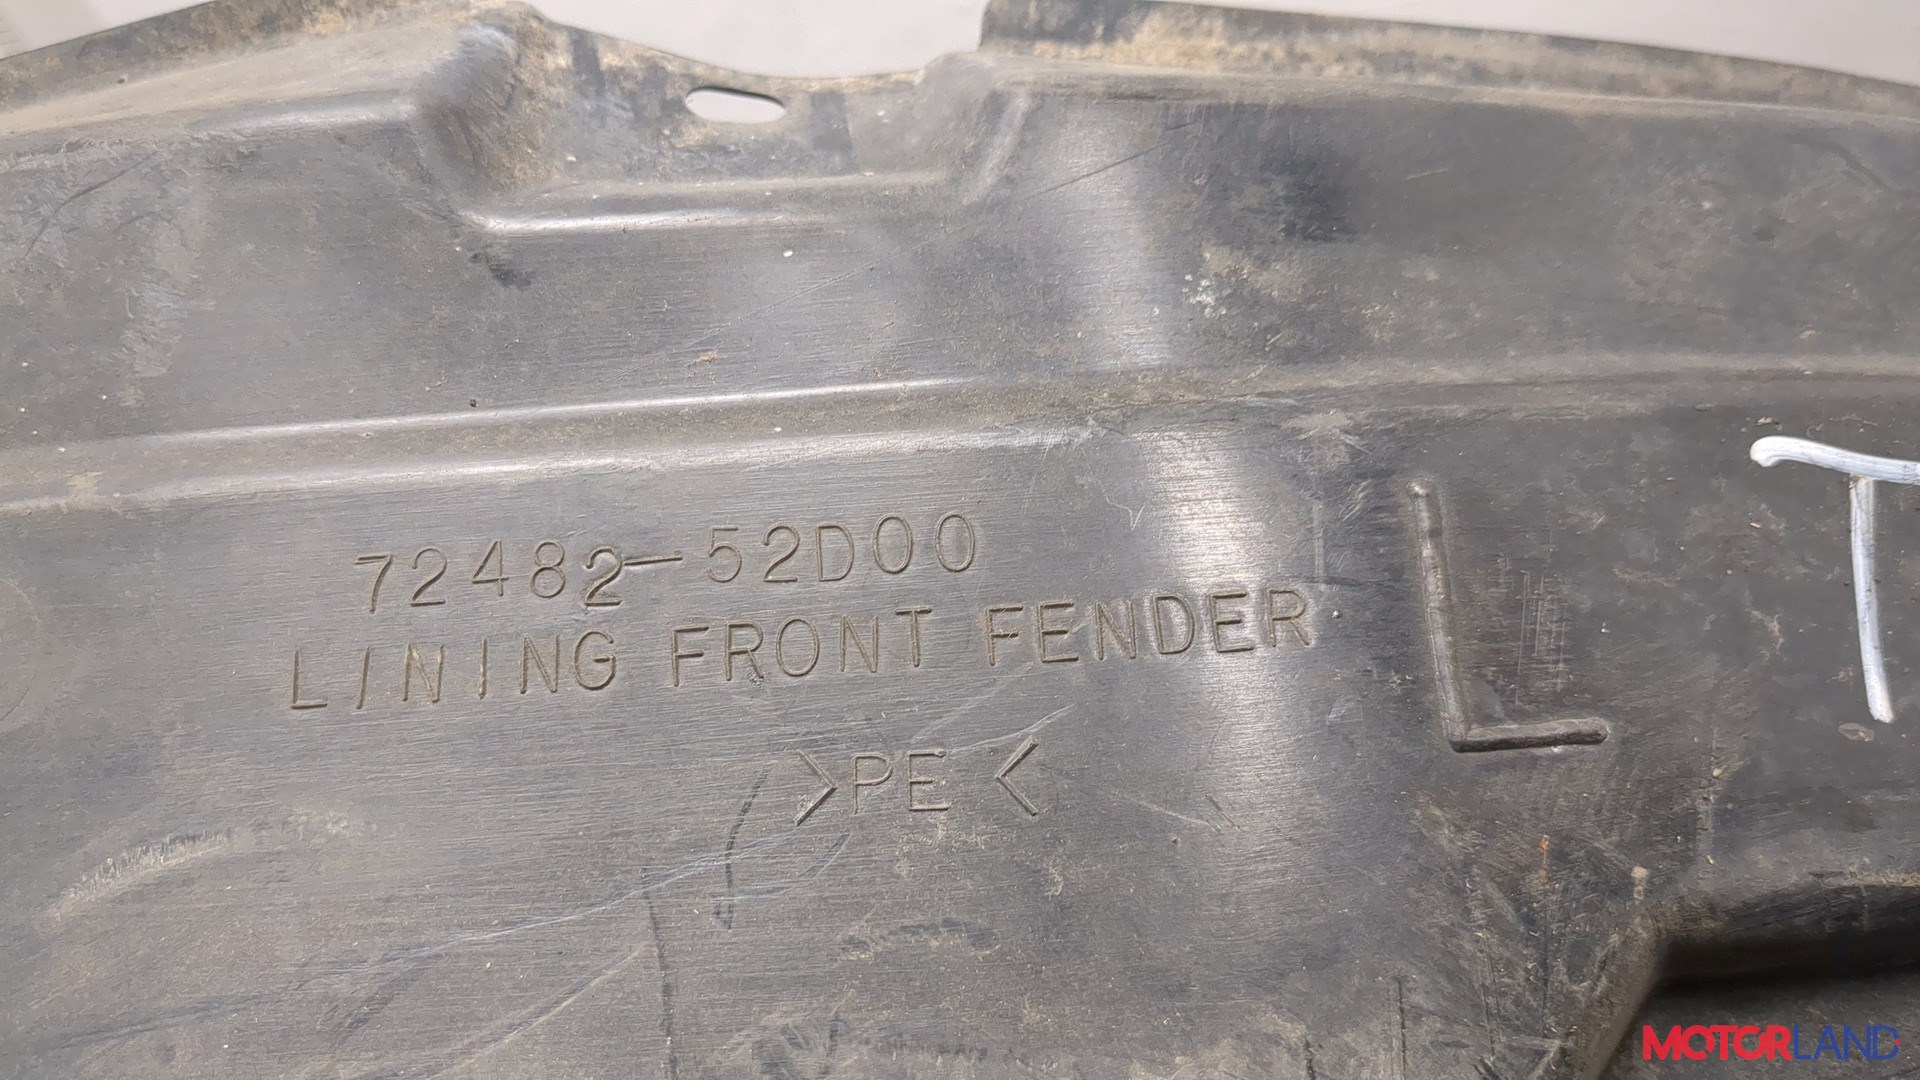 72482-52D00
LINING FRONT FENDER
L
T
>PE<
MOTORLAND